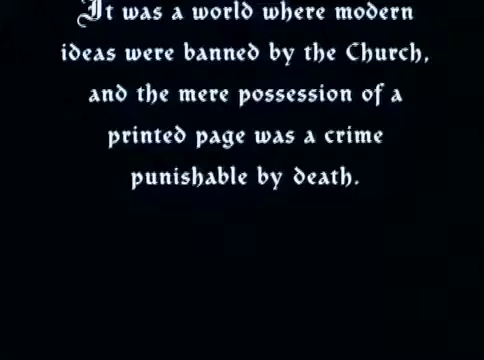 It was a world where modern
ideas were banned by the Church,
and the mere possession of a
printed page was a crime
punishable by death.